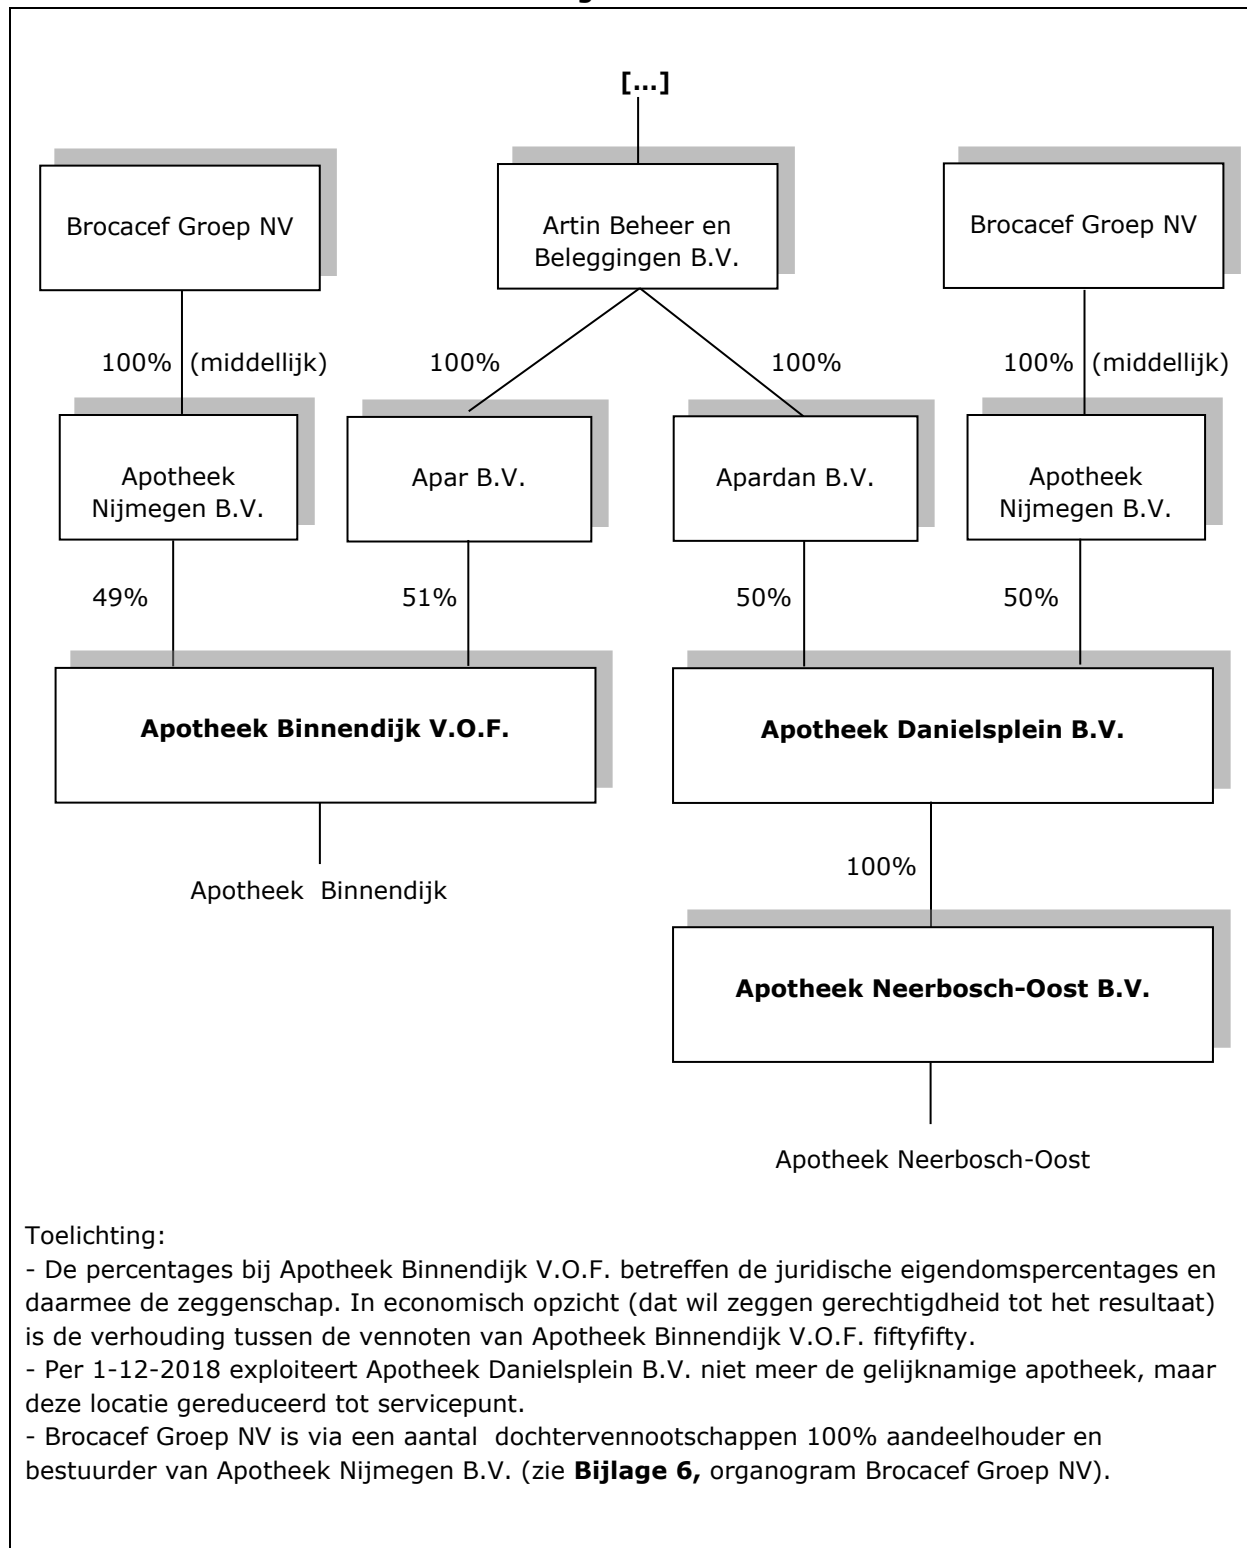 […]
Brocacef Groep NV
Artin Beheer en
Beleggingen B.V.
Brocacef Groep NV
100% (middellijk)
100%
100%
100% (middellijk)
Apotheek
Nijmegen B.V.
Apar B.V.
Apardan B.V.
Apotheek
Nijmegen B.V.
49%
51%
50%
50%
Apotheek Binnendijk V.O.F.
Apotheek Danielsplein B.V.
Apotheek Binnendijk
100%
Apotheek Neerbosch-Oost B.V.
Apotheek Neerbosch-Oost
Toelichting:
- De percentages bij Apotheek Binnendijk V.O.F. betreffen de juridische eigendomspercentages en
daarmee de zeggenschap. In economisch opzicht (dat wil zeggen gerechtigdheid tot het resultaat)
is de verhouding tussen de vennoten van Apotheek Binnendijk V.O.F. fiftyfifty.
- Per 1-12-2018 exploiteert Apotheek Danielsplein B.V. niet meer de gelijknamige apotheek, maar
deze locatie gereduceerd tot servicepunt.
- Brocacef Groep NV is via een aantal dochtervennootschappen 100% aandeelhouder en
bestuurder van Apotheek Nijmegen B.V. (zie Bijlage 6, organogram Brocacef Groep NV).